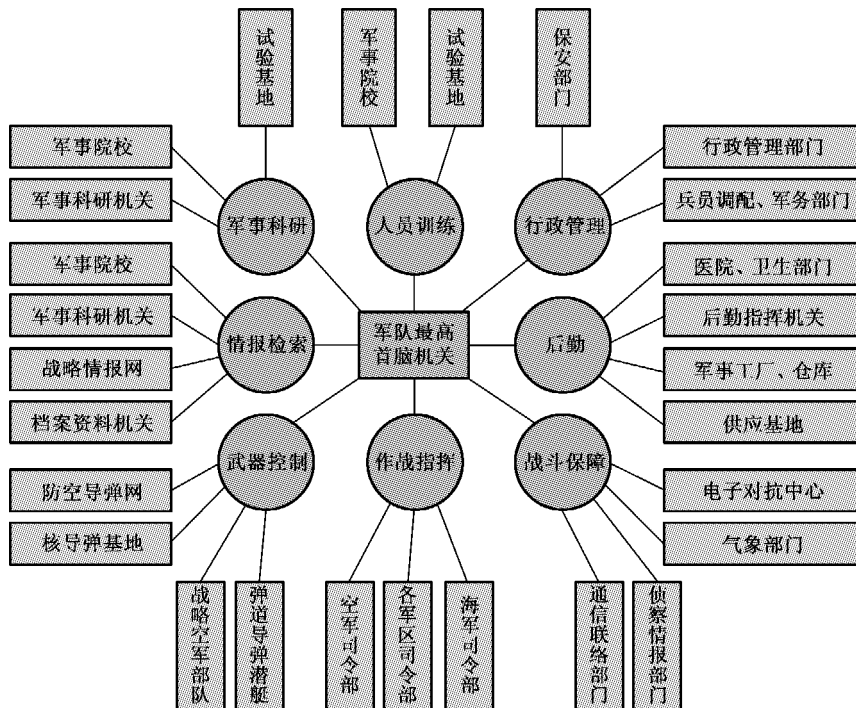 试验基地
军事院校
试验基地
保安部门
军事院校
军事科研机关
军事科研
人员训练
行政管理
行政管理部门
兵员调配、军务部门
军事院校
军事科研机关
战略情报网
档案资料机关
情报检索
军队最高
首脑机关
后勤
医院、卫生部门
后勤指挥机关
军事工厂、仓库
供应基地
防空导弹网
核导弹基地
武器控制
作战指挥
战斗保障
电子对抗中心
气象部门
战略空军部队
弹道导弹潜艇
空军司令部
各军区司令部
海军司令部
通信联络部门
侦察情报部门